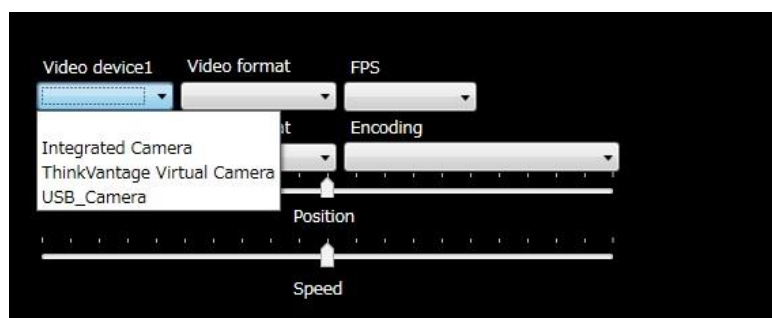 Video device1 Video format FPS
Encoding
Integrated Camera
ThinkVantage Virtual Camera
USB_Camera
Position
Speed